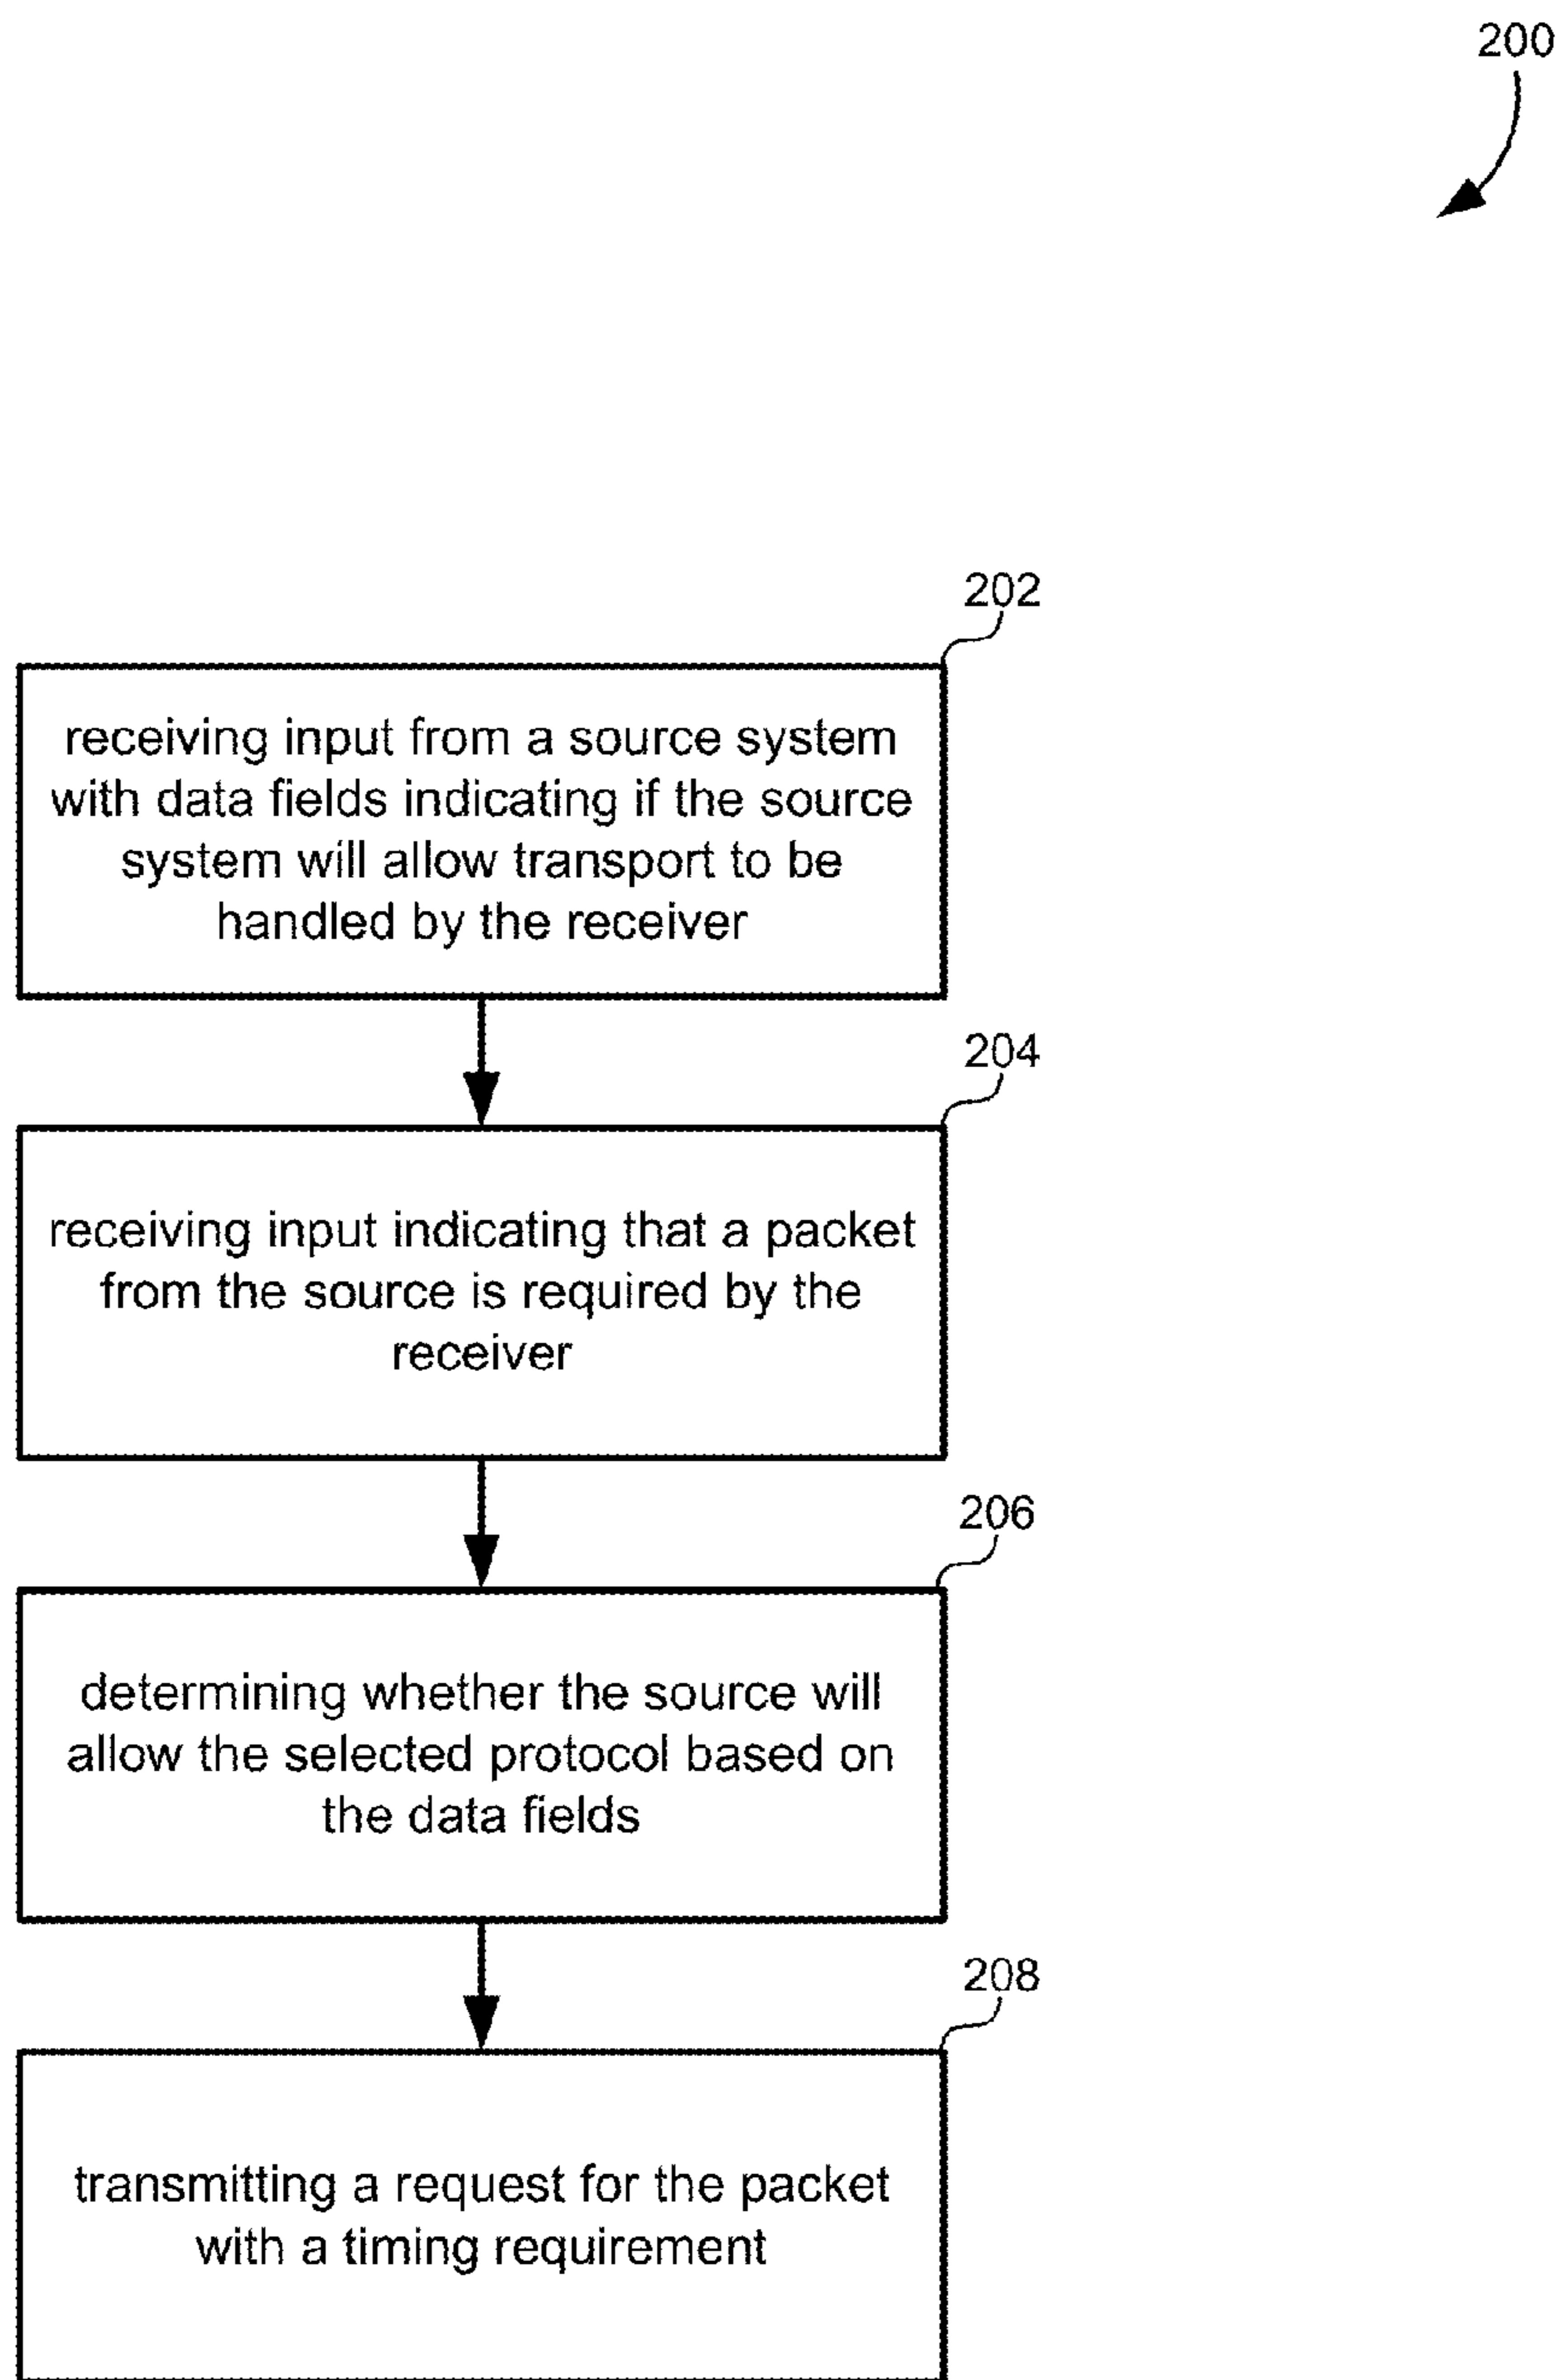 200
202
receiving input from a source system
with data fields indicating if the source
system will allow transport to be
handled by the receiver
204
receiving input indicating that a packet
from the source is required by the
receiver
206
determining whether the source will
allow the selected protocol based on
the data fields
208
transmitting a request for the packet
with a timing requirement